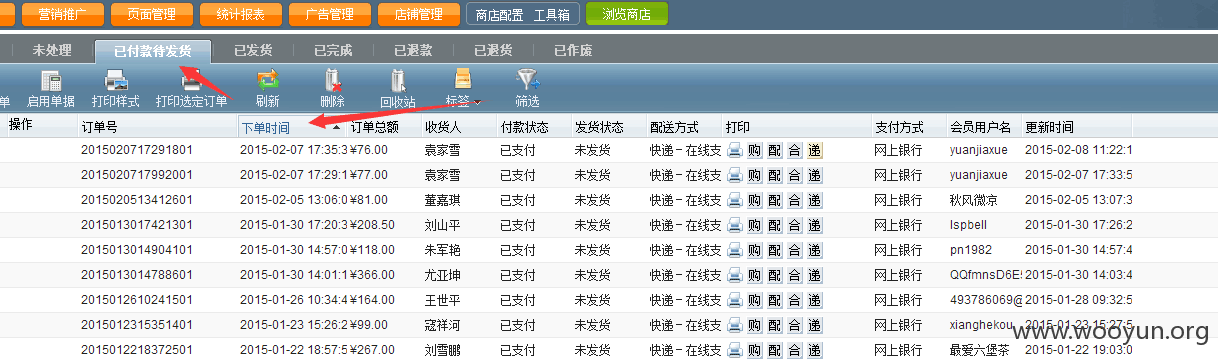 营销推广 页面管理 统计报表 广告管理 店铺管理 商店配置 工具箱 浏览商店
未处理 已付款待发货 已发货 已完成 已退款 已退货 已作废
单 启用单据 打印样式 打印选定订单 刷新 删除 回收站 标签 筛选
操作 订单号 下单时间 订单总额 收货人 付款状态 发货状态 配送方式 打印 支付方式 会员用户名 更新时间
2015020717291801 2015-02-07 17:35:3 ¥76.00 袁家雪 已支付 未发货 快递－在线支 购 配 合 递 网上银行 yuanjiaxue 2015-02-08 11:22:1
2015020717992001 2015-02-07 17:29:1 ¥77.00 袁家雪 已支付 未发货 快递－在线支 购 配 合 递 网上银行 yuanjiaxue 2015-02-07 17:33:5
2015020513412601 2015-02-05 13:06:0 ¥81.00 董嘉琪 已支付 未发货 快递－在线支 购 配 合 递 网上银行 秋风微凉 2015-02-05 13:07:3
2015013017421301 2015-01-30 17:20:3 ¥208.50 刘山平 已支付 未发货 快递－在线支 购 配 合 递 网上银行 lspbell 2015-01-30 17:26:2
2015013014904101 2015-01-30 14:57:0 ¥118.00 朱军艳 已支付 未发货 快递－在线支 购 配 合 递 网上银行 pn1982 2015-01-30 14:57:4
2015013014788601 2015-01-30 14:01:1 ¥366.00 尤亚坤 已支付 未发货 快递－在线支 购 配 合 递 网上银行 QQfmnsD6E 2015-01-30 14:03:4
2015012610241501 2015-01-26 10:34:4 ¥164.00 王世平 已支付 未发货 快递－在线支 购 配 合 递 网上银行 493786069@ 2015-01-28 09:32:5
2015012315351401 2015-01-23 15:26:2 ¥99.00 寇祥河 已支付 未发货 快递－在线支 购 配 合 递 网上银行 xianghekou 2015-01-23 15:27:5
www.wooyun.org
2015012218372501 2015-01-22 18:57:5 ¥267.00 刘雪鹏 已支付 未发货 快递－在线支 购 配 合 递 网上银行 最爱六堡茶 2015-01-22 19:03:0